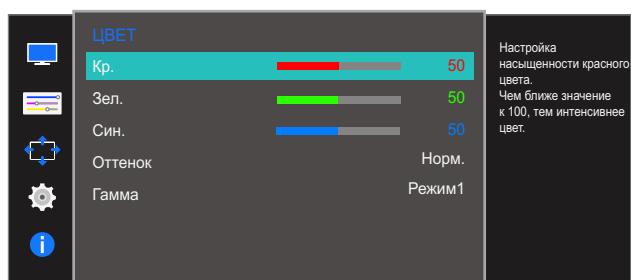 ЦВЕТ
Кр. 50
Зел. 50
Син. 50
Оттенок Норм.
Гамма Режим1
Настройка
насыщенности красного
цвета.
Чем ближе значение
к 100, тем интенсивнее
цвет.